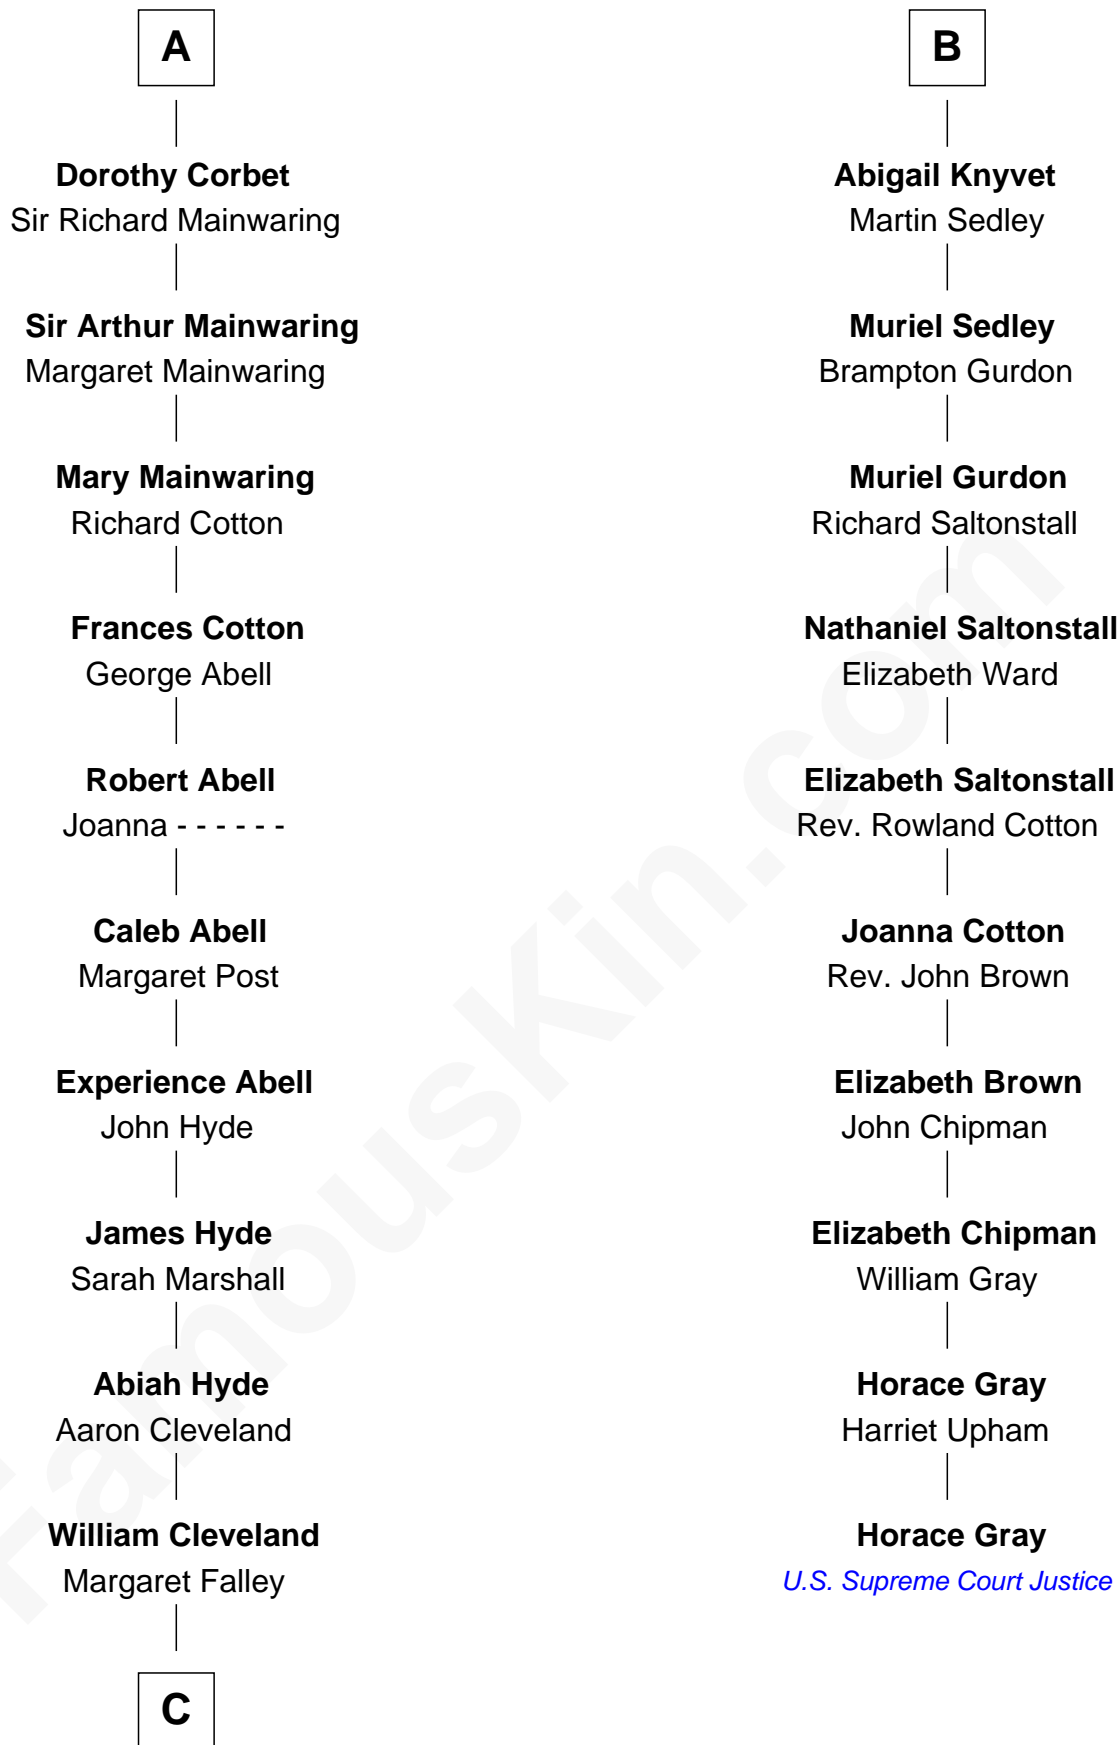 A
Dorothy Corbet
Sir Richard Mainwaring
Sir Arthur Mainwaring
Margaret Mainwaring
Mary Mainwaring
Richard Cotton
Frances Cotton
George Abell
Robert Abell
Joanna - - - - - -
Caleb Abell
Margaret Post
Experience Abell
John Hyde
James Hyde
Sarah Marshall
Abiah Hyde
Aaron Cleveland
William Cleveland
Margaret Falley
C
B
Abigail Knyvet
Martin Sedley
Muriel Sedley
Brampton Gurdon
Muriel Gurdon
Richard Saltonstall
Nathaniel Saltonstall
Elizabeth Ward
Elizabeth Saltonstall
Rev. Rowland Cotton
Joanna Cotton
Rev. John Brown
Elizabeth Brown
John Chipman
Elizabeth Chipman
William Gray
Horace Gray
Harriet Upham
Horace Gray
U.S. Supreme Court Justice
FamousKin.com